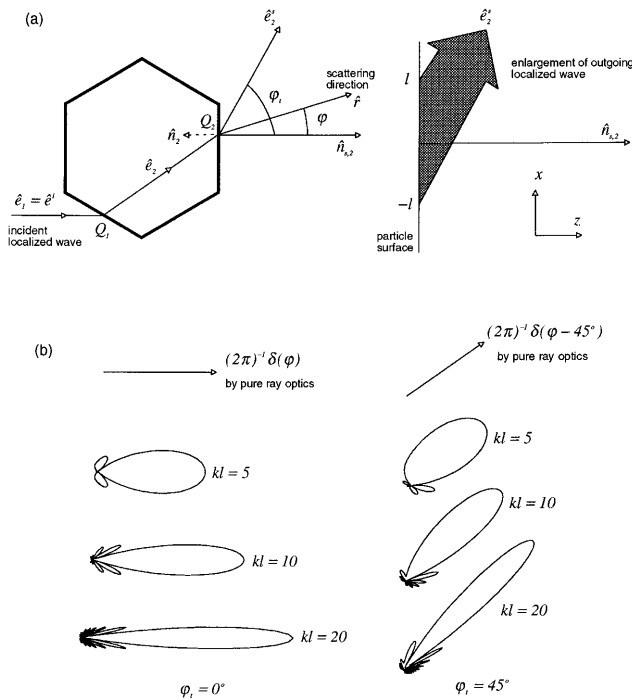 (a)
ê₂ˢ
φₜ
scattering
direction
r̂
Q₂
φ
n̂₂
n̂ₛ,₂
ê₂
ê₁ = êⁱ
incident
localized wave
Q₁
ê₂ˢ
l
enlargement of outgoing
localized wave
n̂ₛ,₂
x
−l
z
particle
surface
(b)
(2π)⁻¹ δ(φ)
by pure ray optics
kl = 5
kl = 10
kl = 20
φₜ = 0°
(2π)⁻¹ δ(φ − 45°)
by pure ray optics
kl = 5
kl = 10
kl = 20
φₜ = 45°